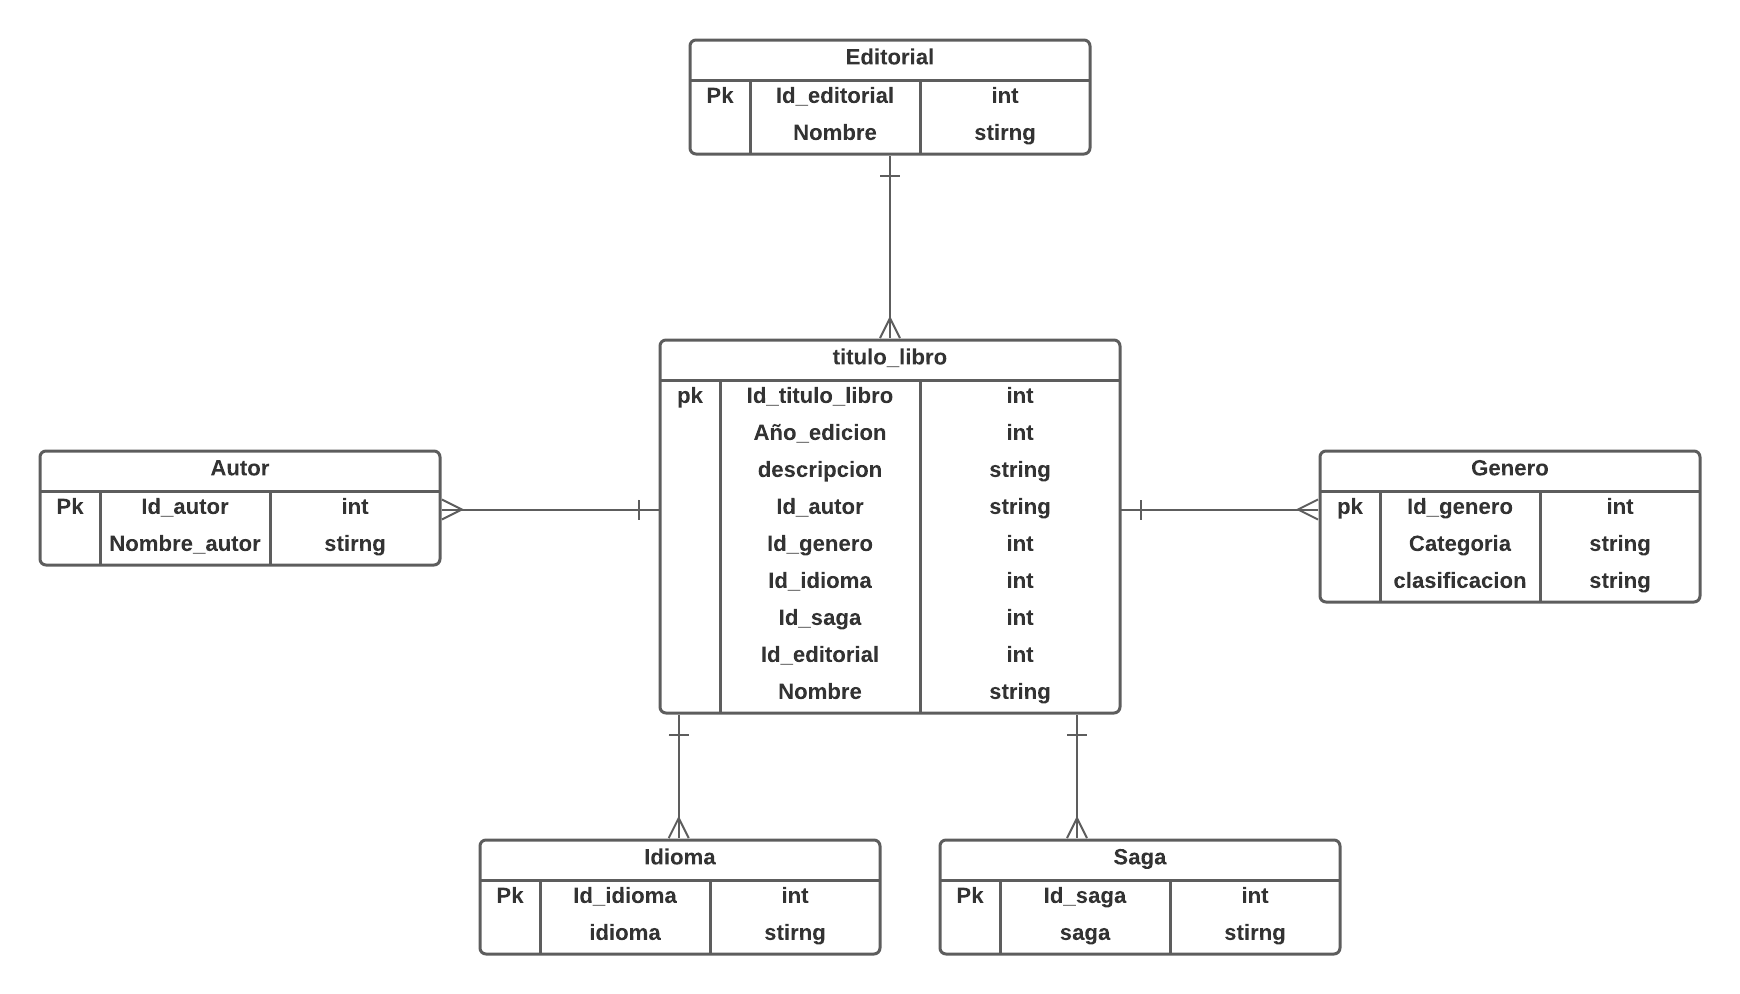 Editorial
Pk Id_editorial int
Nombre stirng
titulo_libro
pk Id_titulo_libro int
Año_edicion int
descripcion string
Id_autor string
Id_genero int
Id_idioma int
Id_saga int
Id_editorial int
Nombre string
Autor
Pk Id_autor int
Nombre_autor stirng
Genero
pk Id_genero int
Categoria string
clasificacion string
Idioma
Pk Id_idioma int
idioma stirng
Saga
Pk Id_saga int
saga stirng